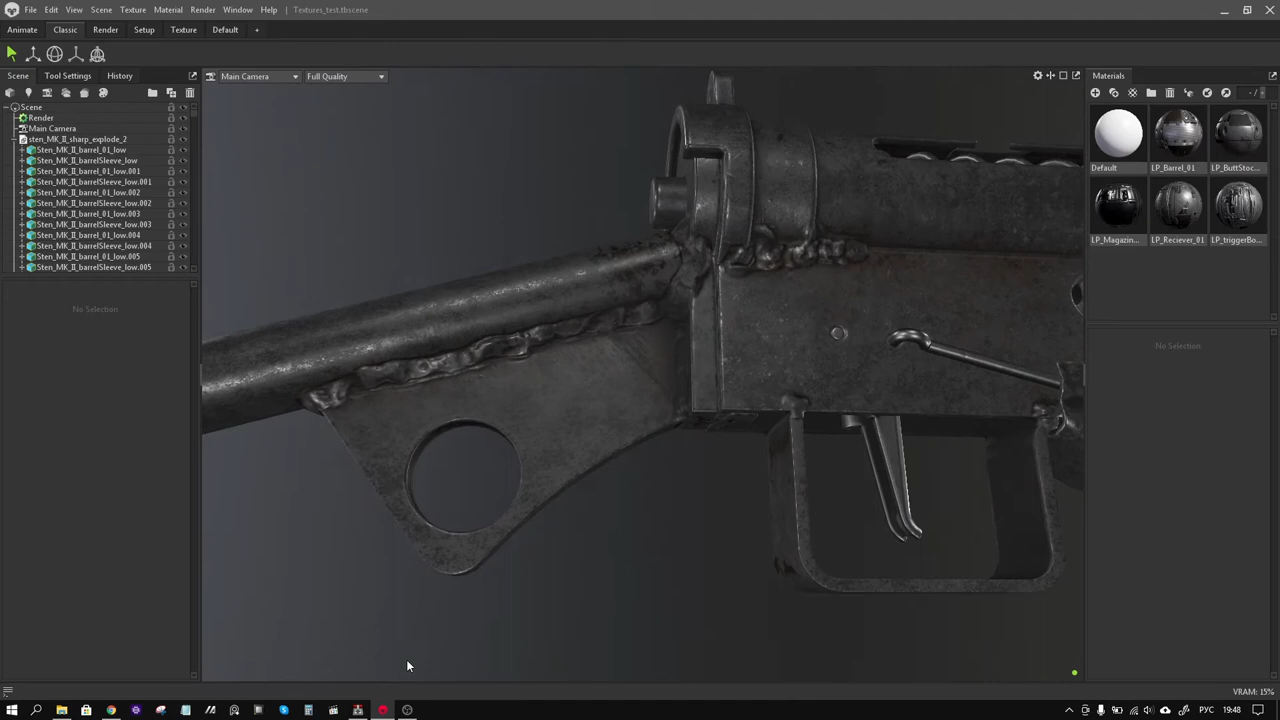 File Edit View Scene Texture Material Render Window Help Textures_test.tbscene
Animate Classic Render Setup Texture Default +
Scene Tool Settings History
Main Camera Full Quality
Materials
Scene
Render
Main Camera
sten_MK_II_sharp_explode_2
Sten_MK_II_barrel_01_low
Sten_MK_II_barrelSleeve_low
Sten_MK_II_barrel_01_low.001
Sten_MK_II_barrelSleeve_low.001
Sten_MK_II_barrel_01_low.002
Sten_MK_II_barrelSleeve_low.002
Sten_MK_II_barrel_01_low.003
Sten_MK_II_barrelSleeve_low.003
Sten_MK_II_barrel_01_low.004
Sten_MK_II_barrelSleeve_low.004
Sten_MK_II_barrel_01_low.005
Sten_MK_II_barrelSleeve_low.005
No Selection
Default LP_Barrel_01 LP_ButtStoc...
LP_Magazin... LP_Reciever_01 LP_triggerBo...
No Selection
VRAM: 15%
РУС 19:48